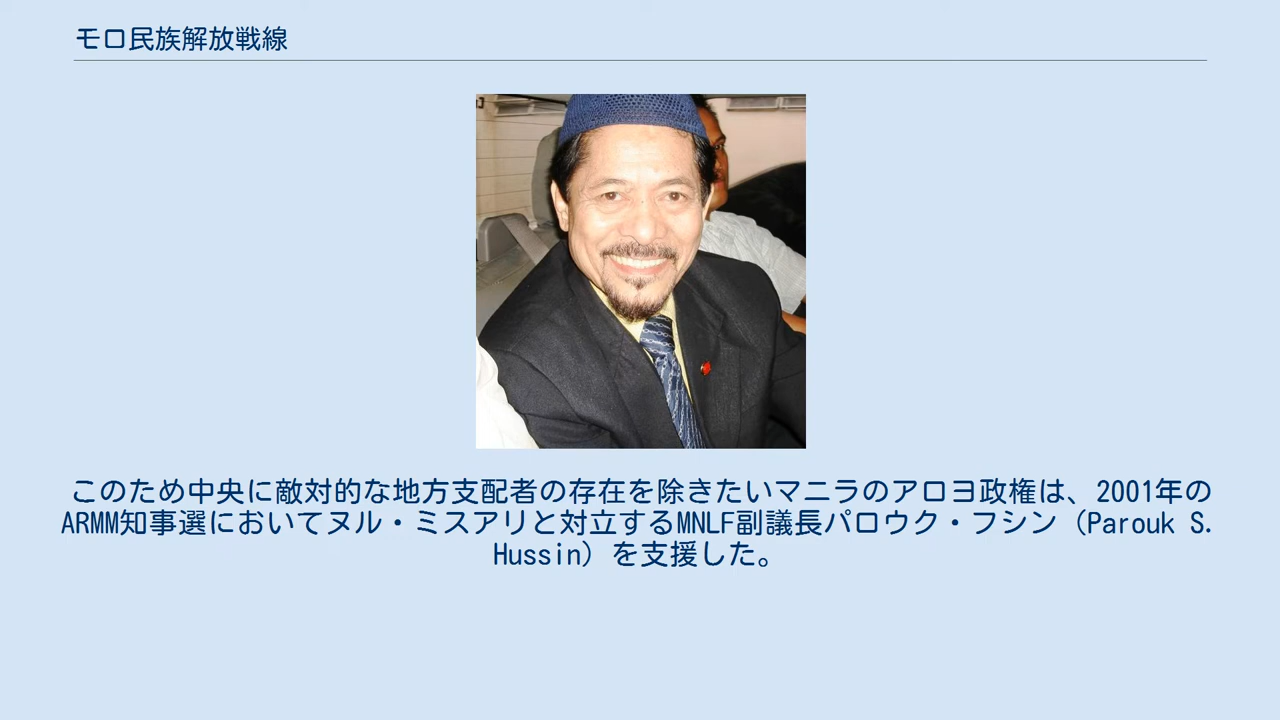 モロ民族解放戦線
このため中央に敵対的な地方支配者の存在を除きたいマニラのアロヨ政権は、2001年の
ARMM知事選においてヌル・ミスアリと対立するMNLF副議長パロウク・フシン（Parouk S.
Hussin）を支援した。